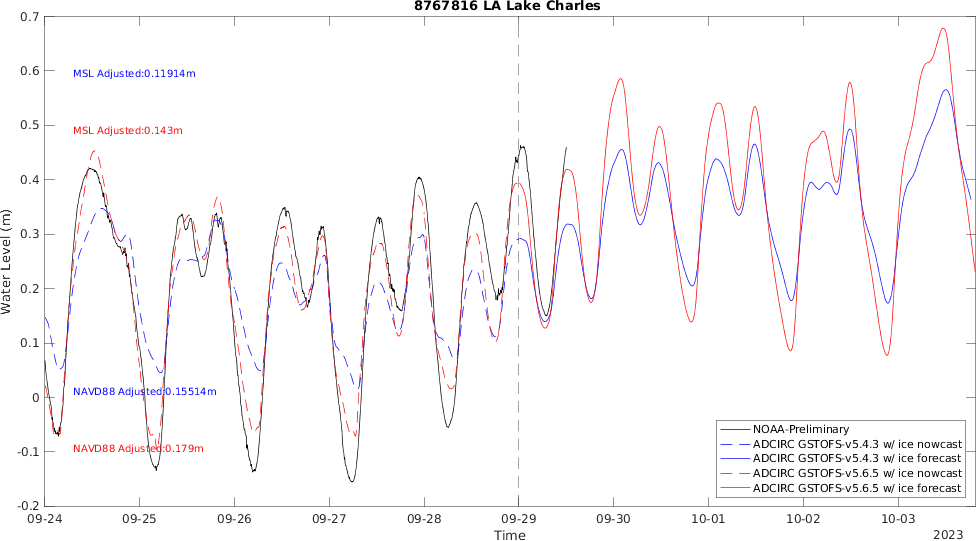 8767816 LA Lake Charles
0.7
0.6
0.5
0.4
0.3
0.2
0.1
0
-0.1
-0.2
Water Level (m)
MSL Adjusted:0.11914m
MSL Adjusted:0.143m
NAVD88 Adjusted:0.15514m
NAVD88 Adjusted:0.179m
NOAA-Preliminary
ADCIRC GSTOFS-v5.4.3 w/ ice nowcast
ADCIRC GSTOFS-v5.4.3 w/ ice forecast
ADCIRC GSTOFS-v5.6.5 w/ ice nowcast
ADCIRC GSTOFS-v5.6.5 w/ ice forecast
09-24 09-25 09-26 09-27 09-28 09-29 09-30 10-01 10-02 10-03
Time
2023